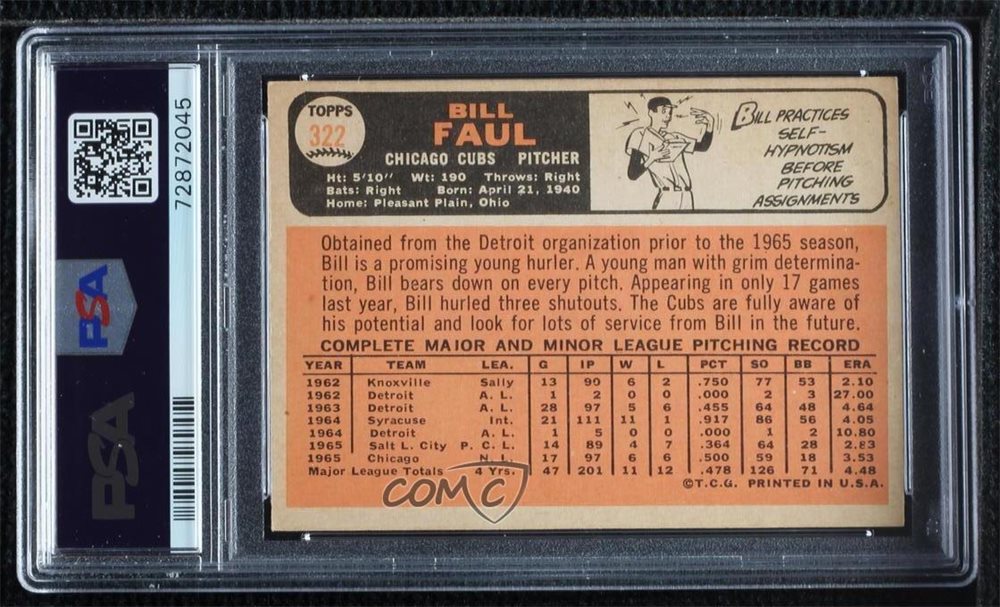 72872045
PSA
PSA
TOPPS
322
BILL
FAUL
CHICAGO CUBS PITCHER
Ht: 5'10" Wt: 190 Throws: Right
Bats: Right Born: April 21, 1940
Home: Pleasant Plain, Ohio
BILL PRACTICES
SELF-
HYPNOTISM
BEFORE
PITCHING
ASSIGNMENTS
Obtained from the Detroit organization prior to the 1965 season,
Bill is a promising young hurler. A young man with grim determina-
tion, Bill bears down on every pitch. Appearing in only 17 games
last year, Bill hurled three shutouts. The Cubs are fully aware of
his potential and look for lots of service from Bill in the future.
COMPLETE MAJOR AND MINOR LEAGUE PITCHING RECORD
YEAR TEAM LEA. G IP W L PCT SO BB ERA
1962 Knoxville Sally 13 90 6 2 .750 77 53 2.10
1962 Detroit A. L. 1 2 0 0 .000 2 3 27.00
1963 Detroit A. L. 28 97 5 6 .455 64 48 4.64
1964 Syracuse Int. 21 111 11 1 .917 86 56 4.05
1964 Detroit A. L. 1 5 0 0 .000 1 2 10.80
1965 Salt L. City P. C. L. 14 89 4 7 .364 64 28 2.83
1965 Chicago N. L. 17 97 6 6 .500 59 18 3.53
Major League Totals 4 Yrs. 47 201 11 12 .478 126 71 4.48
©T.C.G. PRINTED IN U.S.A.
COMC